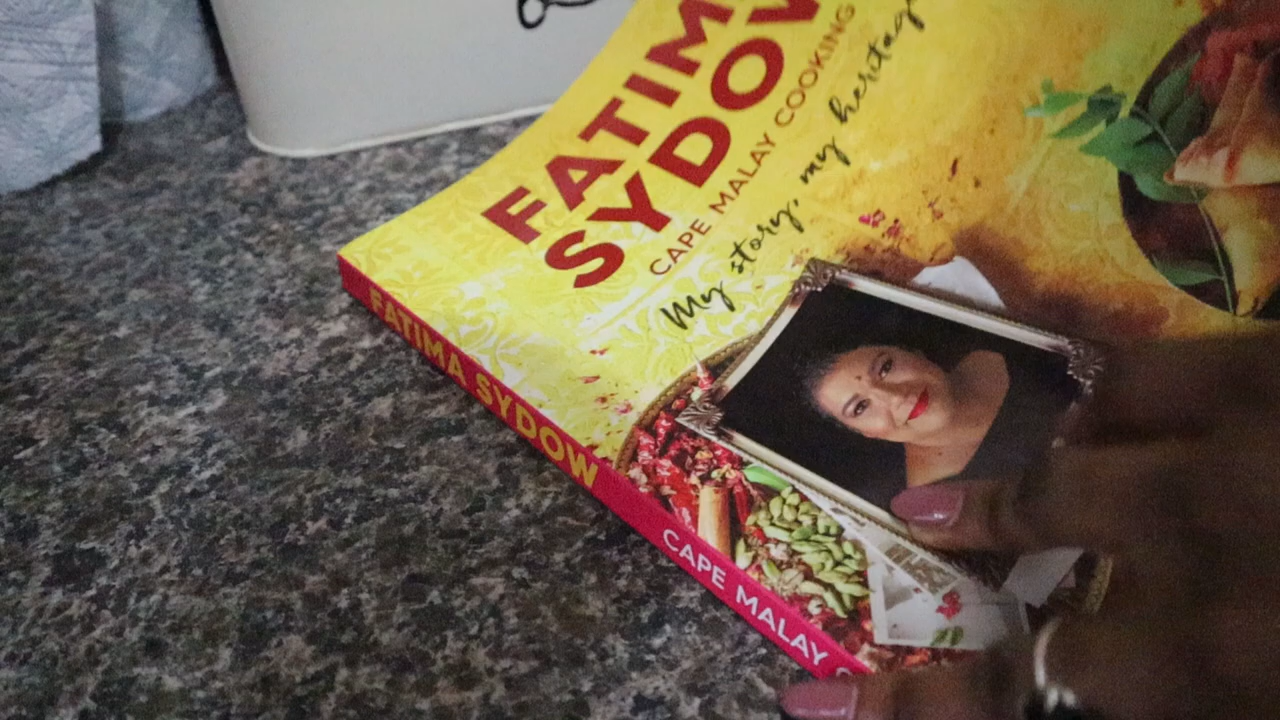 FATIMA
SYDOW
CAPE MALAY COOKING
My story, my heritage
FATIMA SYDOW
CAPE MALAY